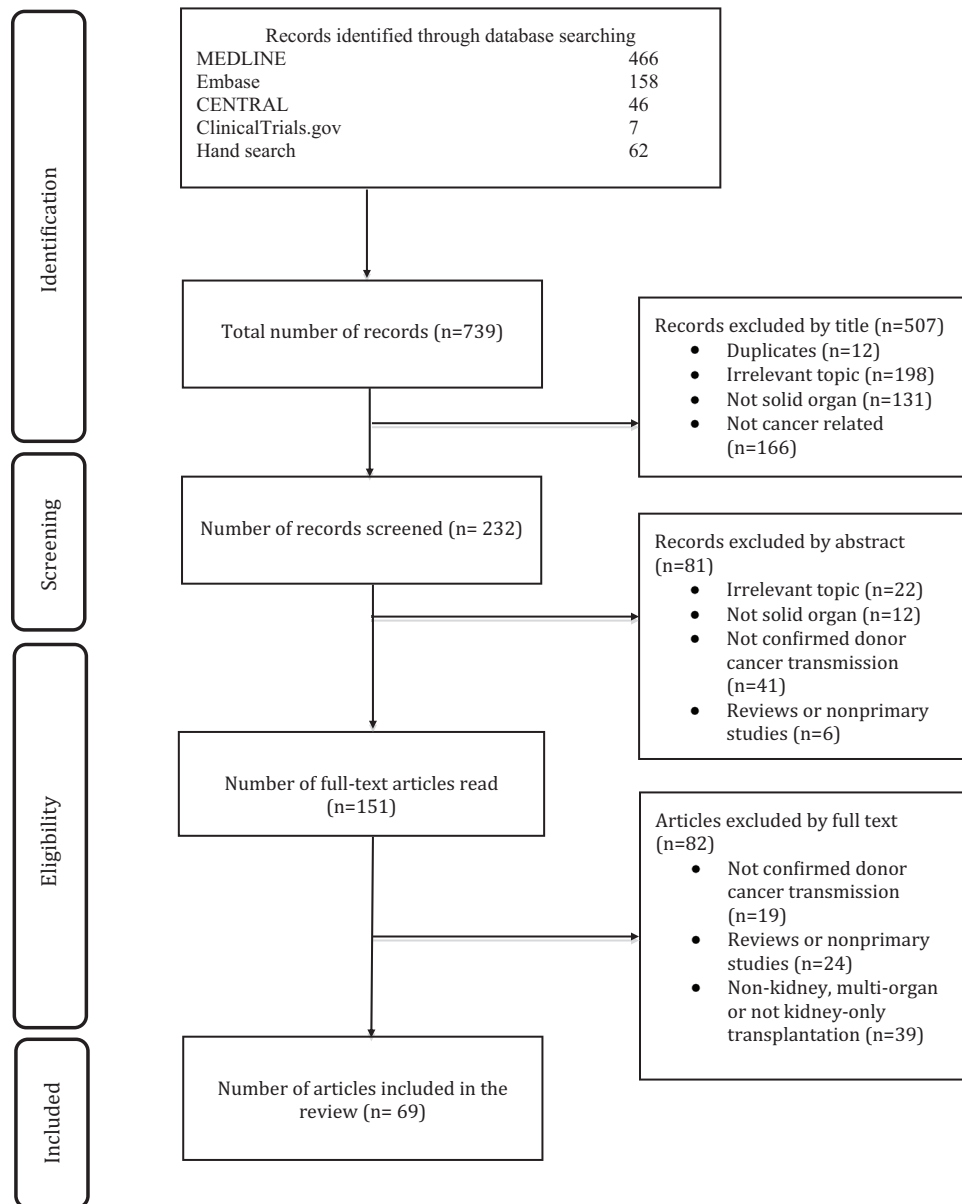 Identification
Records identified through database searching
MEDLINE 466
Embase 158
CENTRAL 46
ClinicalTrials.gov 7
Hand search 62
Total number of records (n=739)
Records excluded by title (n=507)
● Duplicates (n=12)
● Irrelevant topic (n=198)
● Not solid organ (n=131)
● Not cancer related
(n=166)
Screening
Number of records screened (n= 232)
Records excluded by abstract
(n=81)
● Irrelevant topic (n=22)
● Not solid organ (n=12)
● Not confirmed donor
cancer transmission
(n=41)
● Reviews or nonprimary
studies (n=6)
Eligibility
Number of full-text articles read
(n=151)
Articles excluded by full text
(n=82)
● Not confirmed donor
cancer transmission
(n=19)
● Reviews or nonprimary
studies (n=24)
● Non-kidney, multi-organ
or not kidney-only
transplantation (n=39)
Included
Number of articles included in the
review (n= 69)